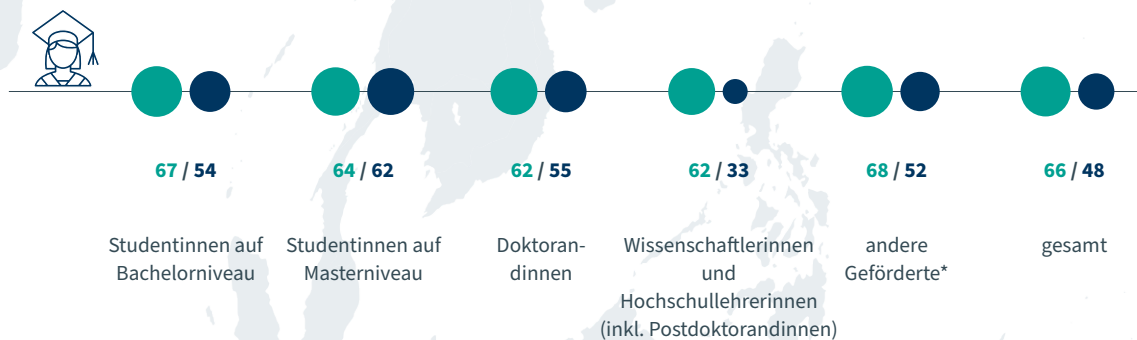 67 / 54
Studentinnen auf
Bachelorniveau
64 / 62
Studentinnen auf
Masterniveau
62 / 55
Doktoran-
dinnen
62 / 33
Wissenschaftlerinnen
und
Hochschullehrerinnen
(inkl. Postdoktorandinnen)
68 / 52
andere
Geförderte*
66 / 48
gesamt